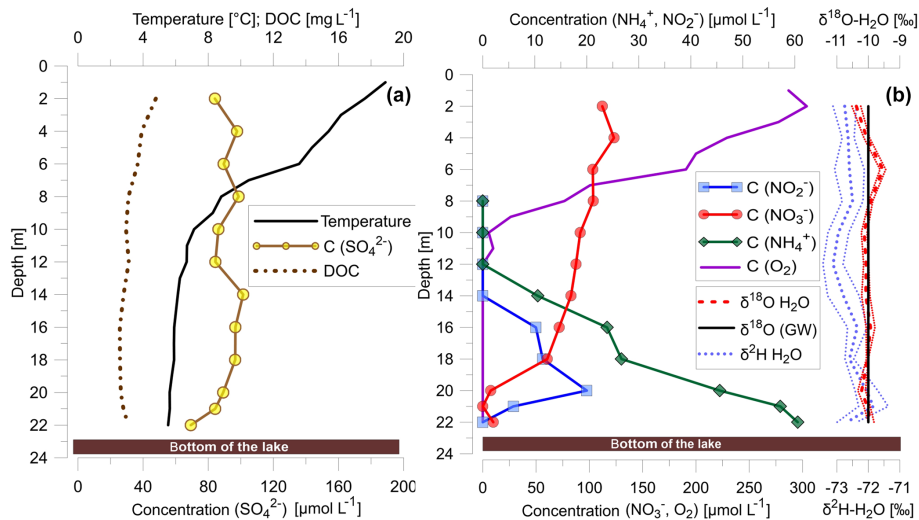 Temperature [°C]; DOC [mg L⁻¹]
0 4 8 12 16 20
0
2
4
6
8
10
12
14
16
18
20
22
24
Depth [m]
(a)
Temperature
C (SO₄²⁻)
DOC
Bottom of the lake
0 40 80 120 160 200
Concentration (SO₄²⁻) [µmol L⁻¹]
Concentration (NH₄⁺, NO₂⁻) [µmol L⁻¹]
0 10 20 30 40 50 60
δ¹⁸O-H₂O [‰]
-11 -10 -9
0
2
4
6
8
10
12
14
16
18
20
22
24
Depth [m]
(b)
C (NO₂⁻)
C (NO₃⁻)
C (NH₄⁺)
C (O₂)
δ¹⁸O H₂O
δ¹⁸O (GW)
δ²H H₂O
Bottom of the lake
0 50 100 150 200 250 300
Concentration (NO₃⁻, O₂) [µmol L⁻¹]
-73 -72 -71
δ²H-H₂O [‰]